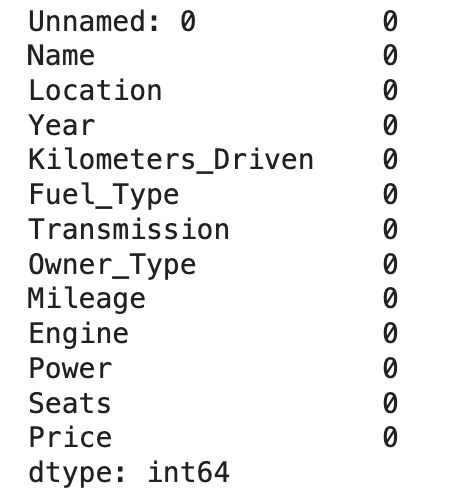 Unnamed: 0 0
Name 0
Location 0
Year 0
Kilometers_Driven 0
Fuel_Type 0
Transmission 0
Owner_Type 0
Mileage 0
Engine 0
Power 0
Seats 0
Price 0
dtype: int64